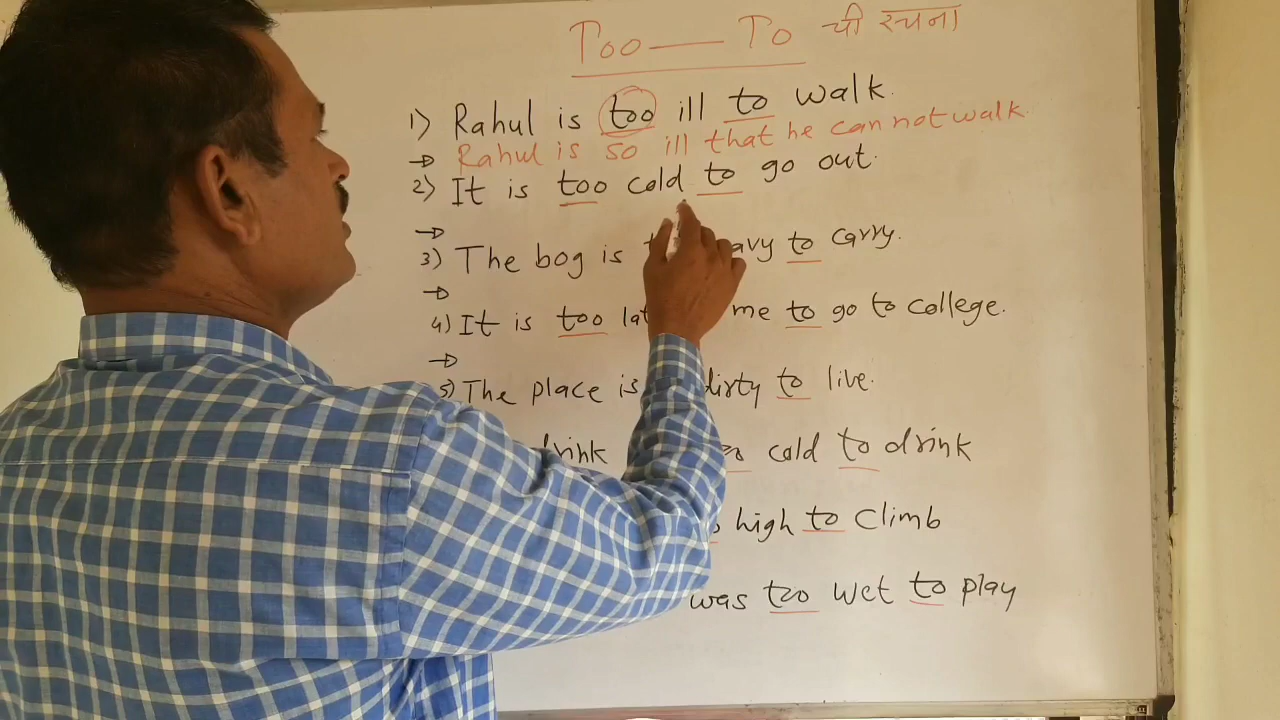 Too — To ची रचना
1) Rahul is too ill to walk.
→ Rahul is so ill that he can not walk.
2) It is too cold to go out.
→
3) The bog is to carry.
→
4) It is too me to go to college.
→
5) The place is dirty to live.
drink cold to drink
high to Climb
was too wet to play